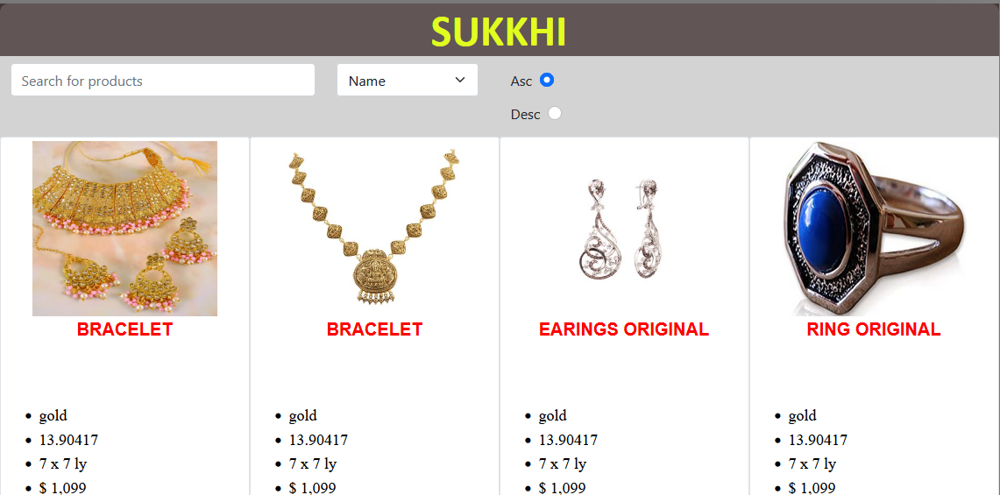 SUKKHI
Search for products
Name
Asc
Desc
BRACELET
gold
13.90417
7 x 7 ly
$ 1,099
BRACELET
gold
13.90417
7 x 7 ly
$ 1,099
EARINGS ORIGINAL
gold
13.90417
7 x 7 ly
$ 1,099
RING ORIGINAL
gold
13.90417
7 x 7 ly
$ 1,099